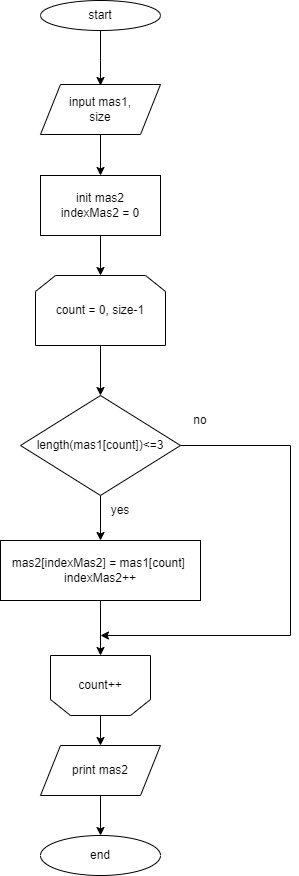 start
input mas1,
size
init mas2
indexMas2 = 0
count = 0, size-1
length(mas1[count])<=3
no
yes
mas2[indexMas2] = mas1[count]
indexMas2++
count++
print mas2
end